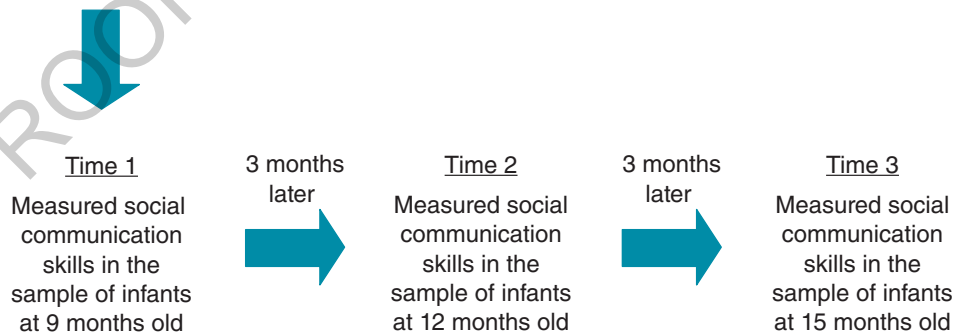 ROO
Time 1
Measured social
communication
skills in the
sample of infants
at 9 months old
3 months
later
Time 2
Measured social
communication
skills in the
sample of infants
at 12 months old
3 months
later
Time 3
Measured social
communication
skills in the
sample of infants
at 15 months old